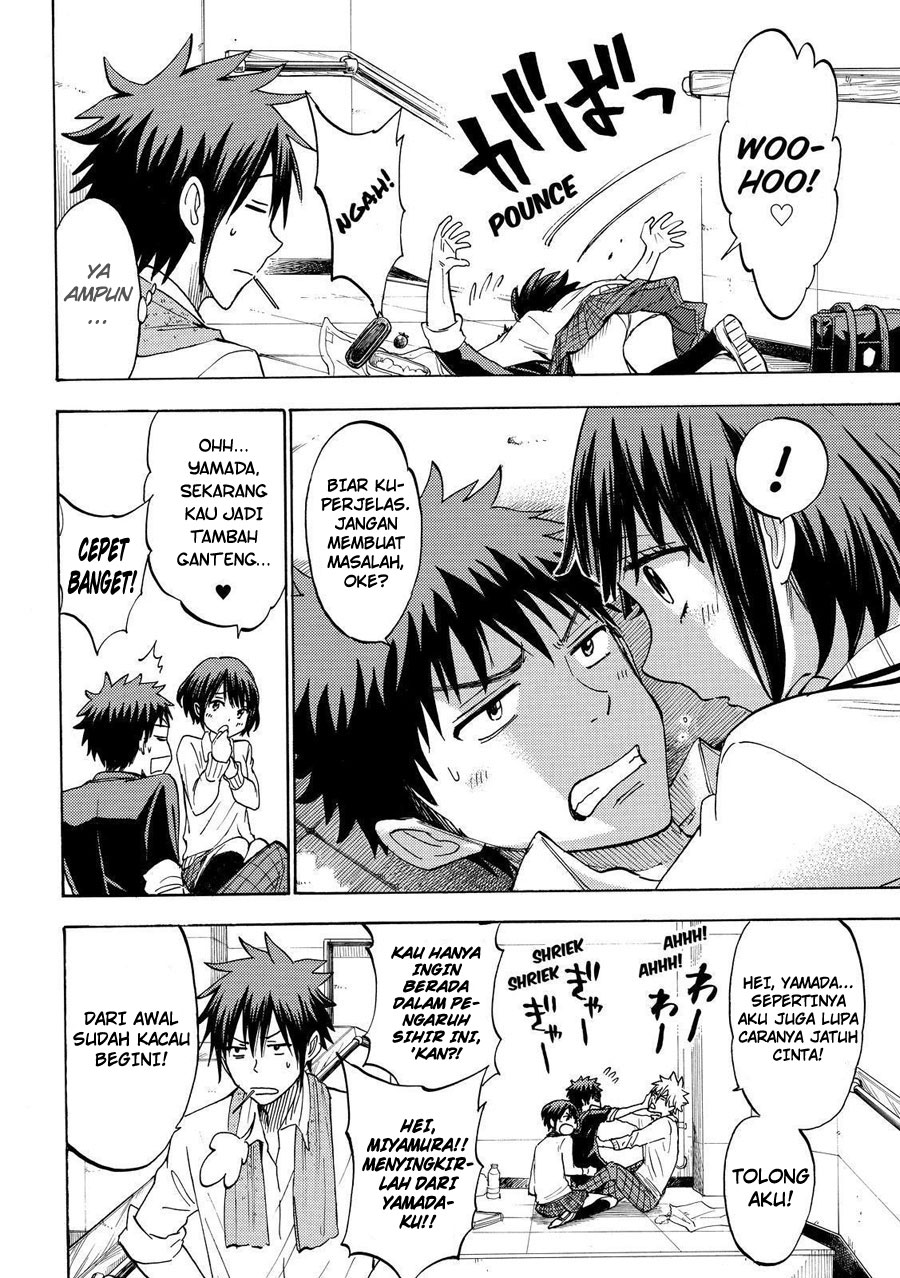 WOO-
HOO!
♡
がばっ
POUNCE
NGAH!
YA
AMPUN
...
!
BIAR KU-
PERJELAS.
JANGAN
MEMBUAT
MASALAH,
OKE?
OHH...
YAMADA,
SEKARANG
KAU JADI
TAMBAH
GANTENG...
♥
CEPET
BANGET!
HEI, YAMADA...
SEPERTINYA
AKU JUGA LUPA
CARANYA JATUH
CINTA!
TOLONG
AKU!
AHHH!
AHHH!
わー
わー
SHRIEK
SHRIEK
ぎゃー
ぎゃー
KAU HANYA
INGIN
BERADA
DALAM PE-
NGARUH
SIHIR INI,
'KAN?!
HEI,
MIYAMURA!!
MENYINGKIR-
LAH DARI
YAMADA-
KU!!
DARI AWAL
SUDAH KACAU
BEGINI!